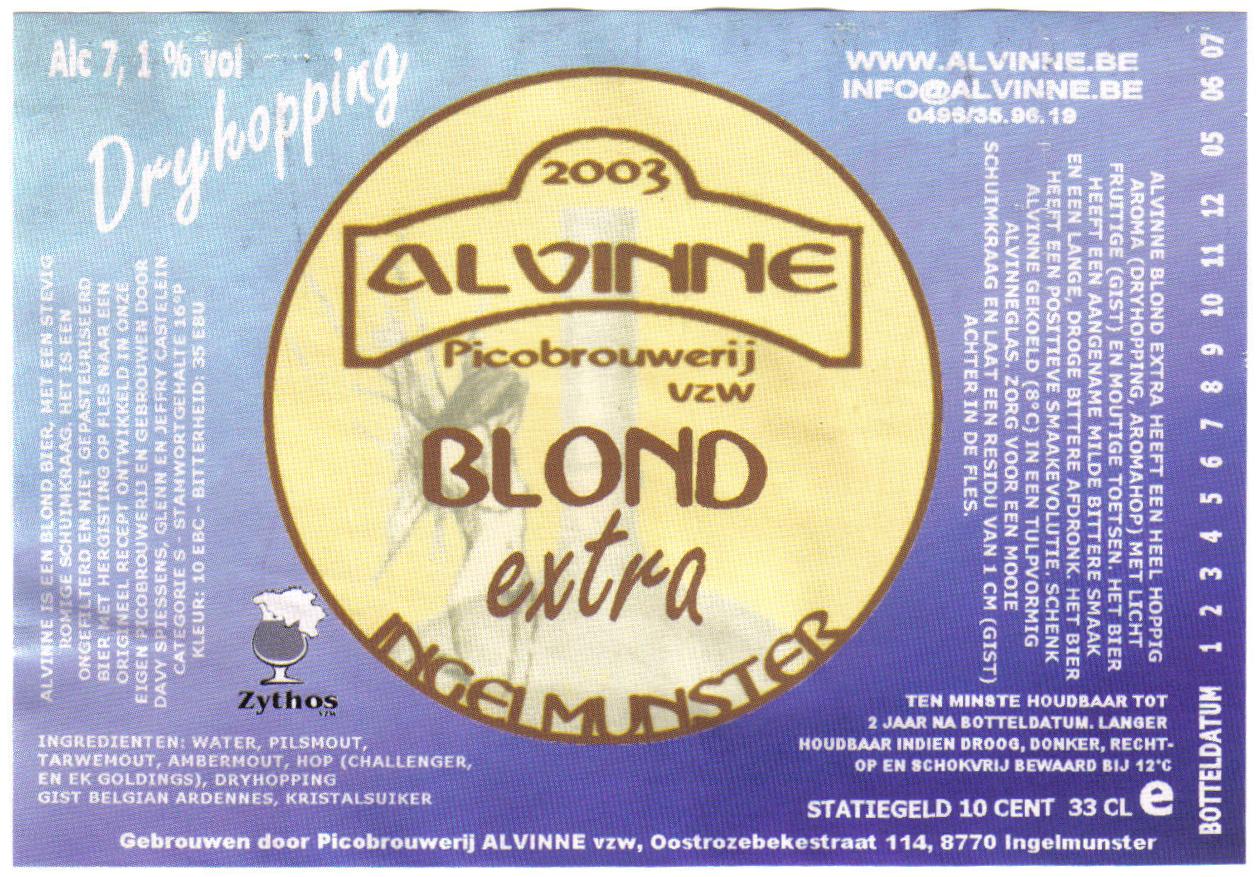 Alc 7, 1 % vol
Dryhopping
WWW.ALVINNE.BE
INFO@ALVINNE.BE
0496/35.96.19
2003
ALVINNE
Picobrouwerij
vzw
BLOND
extra
INGELMUNSTER
ALVINNE IS EEN BLOND BIER, MET EEN STEVIG
ROMIGE SCHUIMKRAAG. HET IS EEN
ONGEFILTERD EN NIET GEPASTEURISEERD
BIER MET HERGISTING OP FLES NAAR EEN
ORIGINEEL RECEPT ONTWIKKELD IN ONZE
EIGEN PICOBROUWERIJ EN GEBROUWEN DOOR
DAVY SPIESSENS, GLENN EN JEFFRY CASTELEIN
CATEGORIE S - STAMWORTGEHALTE 16°P
KLEUR: 10 EBC - BITTERHEID: 35 EBU
ALVINNE BLOND EXTRA HEEFT EEN HEEL HOPPIG
AROMA (DRYHOPPING, AROMAHOP) MET LICHT
FRUITIGE (GIST) EN MOUTIGE TOETSEN. HET BIER
HEEFT EEN AANGENAME MILDE BITTERE SMAAK
EN EEN LANGE, DROGE BITTERE AFDRONK. HET BIER
HEEFT EEN POSITIEVE SMAAKEVOLUTIE. SCHENK
ALVINNE GEKOELD (8°C) IN EEN TULPVORMIG
ALVINNEGLAS. ZORG VOOR EEN MOOIE
SCHUIMKRAAG EN LAAT EEN RESIDU VAN 1 CM (GIST)
ACHTER IN DE FLES.
Zythos
VZW
INGREDIENTEN: WATER, PILSMOUT,
TARWEMOUT, AMBERMOUT, HOP (CHALLENGER,
EN EK GOLDINGS), DRYHOPPING
GIST BELGIAN ARDENNES, KRISTALSUIKER
TEN MINSTE HOUDBAAR TOT
2 JAAR NA BOTTELDATUM. LANGER
HOUDBAAR INDIEN DROOG, DONKER, RECHT-
OP EN SCHOKVRIJ BEWAARD BIJ 12°C
STATIEGELD 10 CENT 33 CL e
BOTTELDATUM 1 2 3 4 5 6 7 8 9 10 11 12 05 06 07
Gebrouwen door Picobrouwerij ALVINNE vzw, Oostrozebekestraat 114, 8770 Ingelmunster